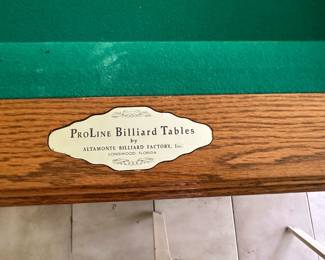 ProLine Billiard Tables
by
Altamonte Billiard Factory, Inc.
Longwood, Florida